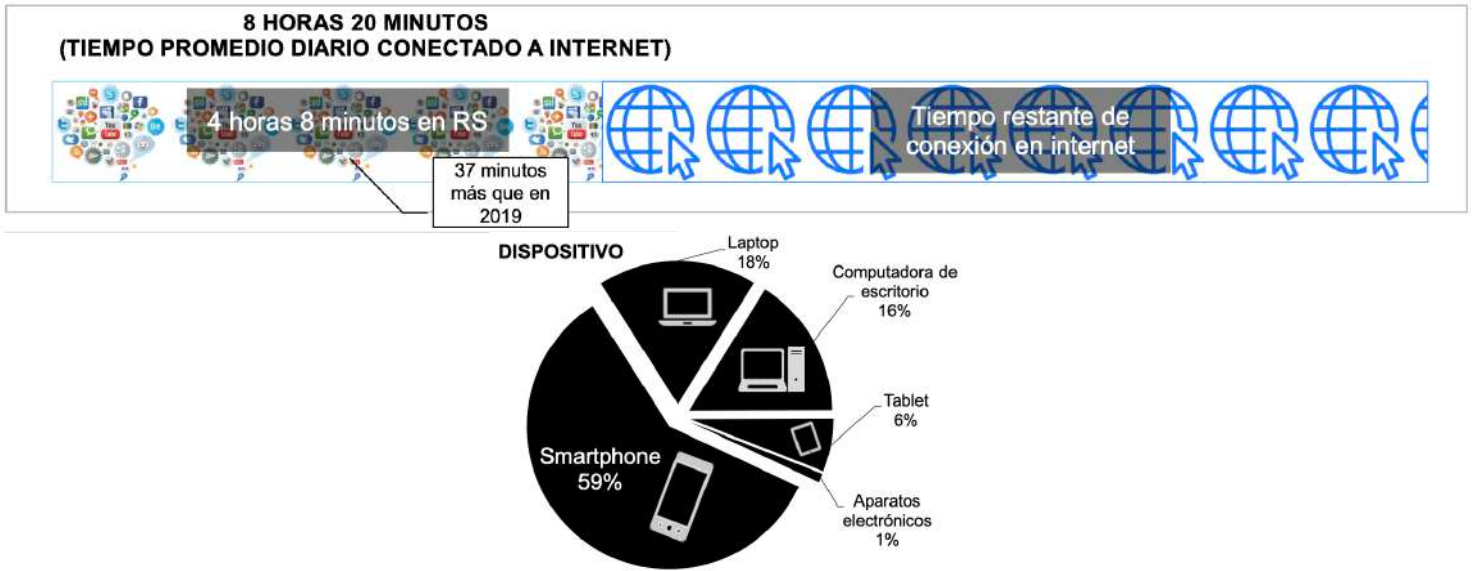 8 HORAS 20 MINUTOS
(TIEMPO PROMEDIO DIARIO CONECTADO A INTERNET)
4 horas 8 minutos en RS
Tiempo restante de
conexión en internet
37 minutos
más que en
2019
DISPOSITIVO
Laptop
18%
Computadora de
escritorio
16%
Tablet
6%
Smartphone
59%
Aparatos
electrónicos
1%